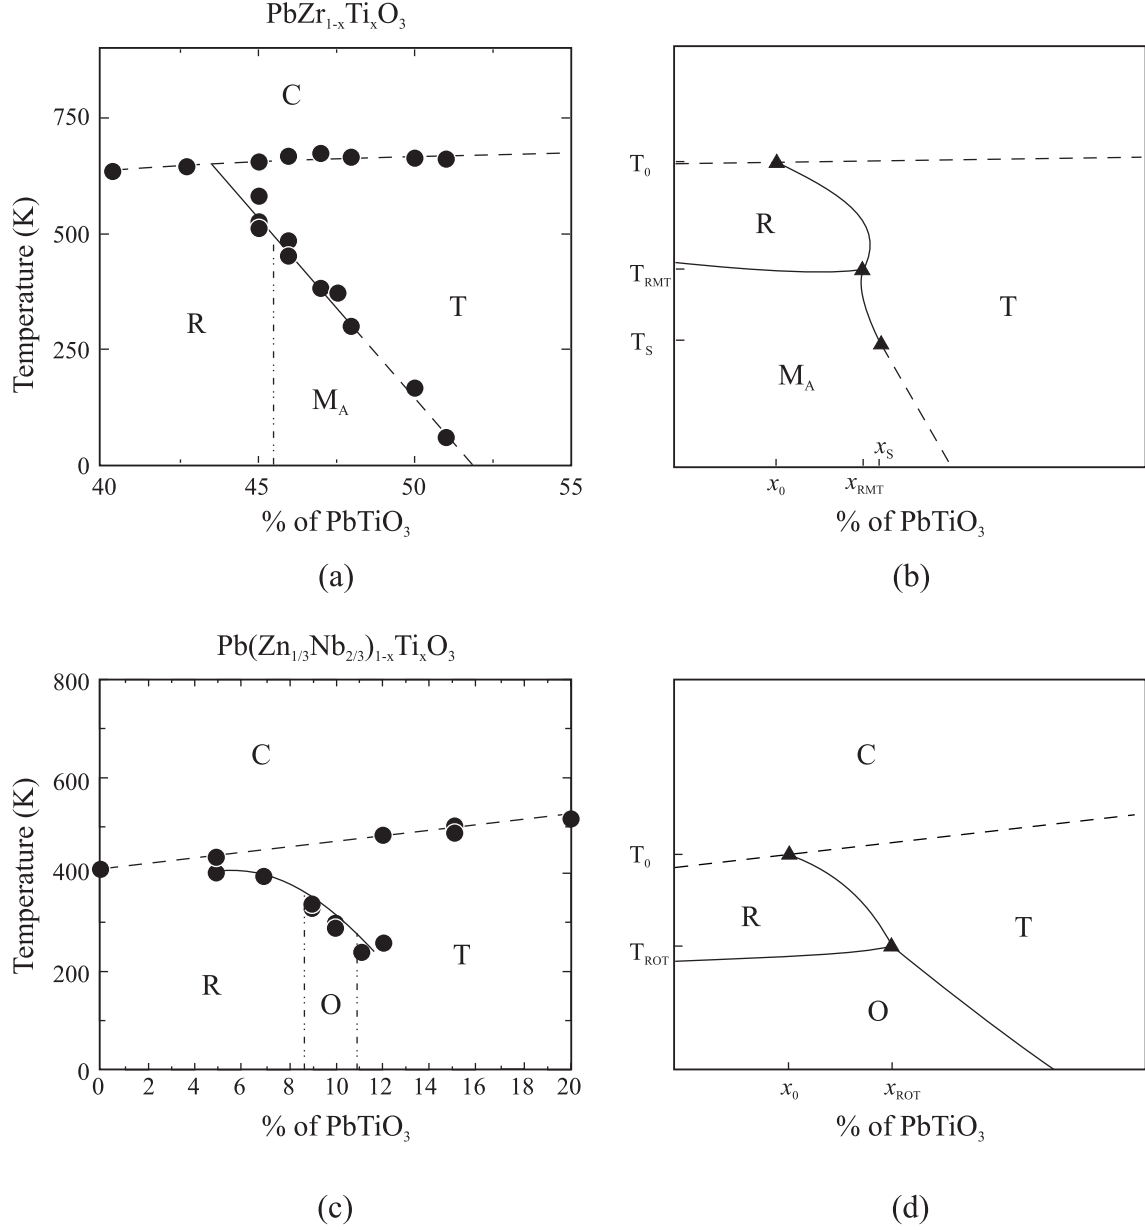 PbZr1-xTixO3
C
750
500
250
0
R
T
MA
40
45
50
55
Temperature (K)
% of PbTiO3
(a)
T0
R
TRMT
T
TS
MA
xS
x0
xRMT
% of PbTiO3
(b)
Pb(Zn1/3Nb2/3)1-xTixO3
800
600
400
200
0
C
T
R
O
0 2 4 6 8 10 12 14 16 18 20
Temperature (K)
% of PbTiO3
(c)
C
T0
R
T
TROT
O
x0
xROT
% of PbTiO3
(d)